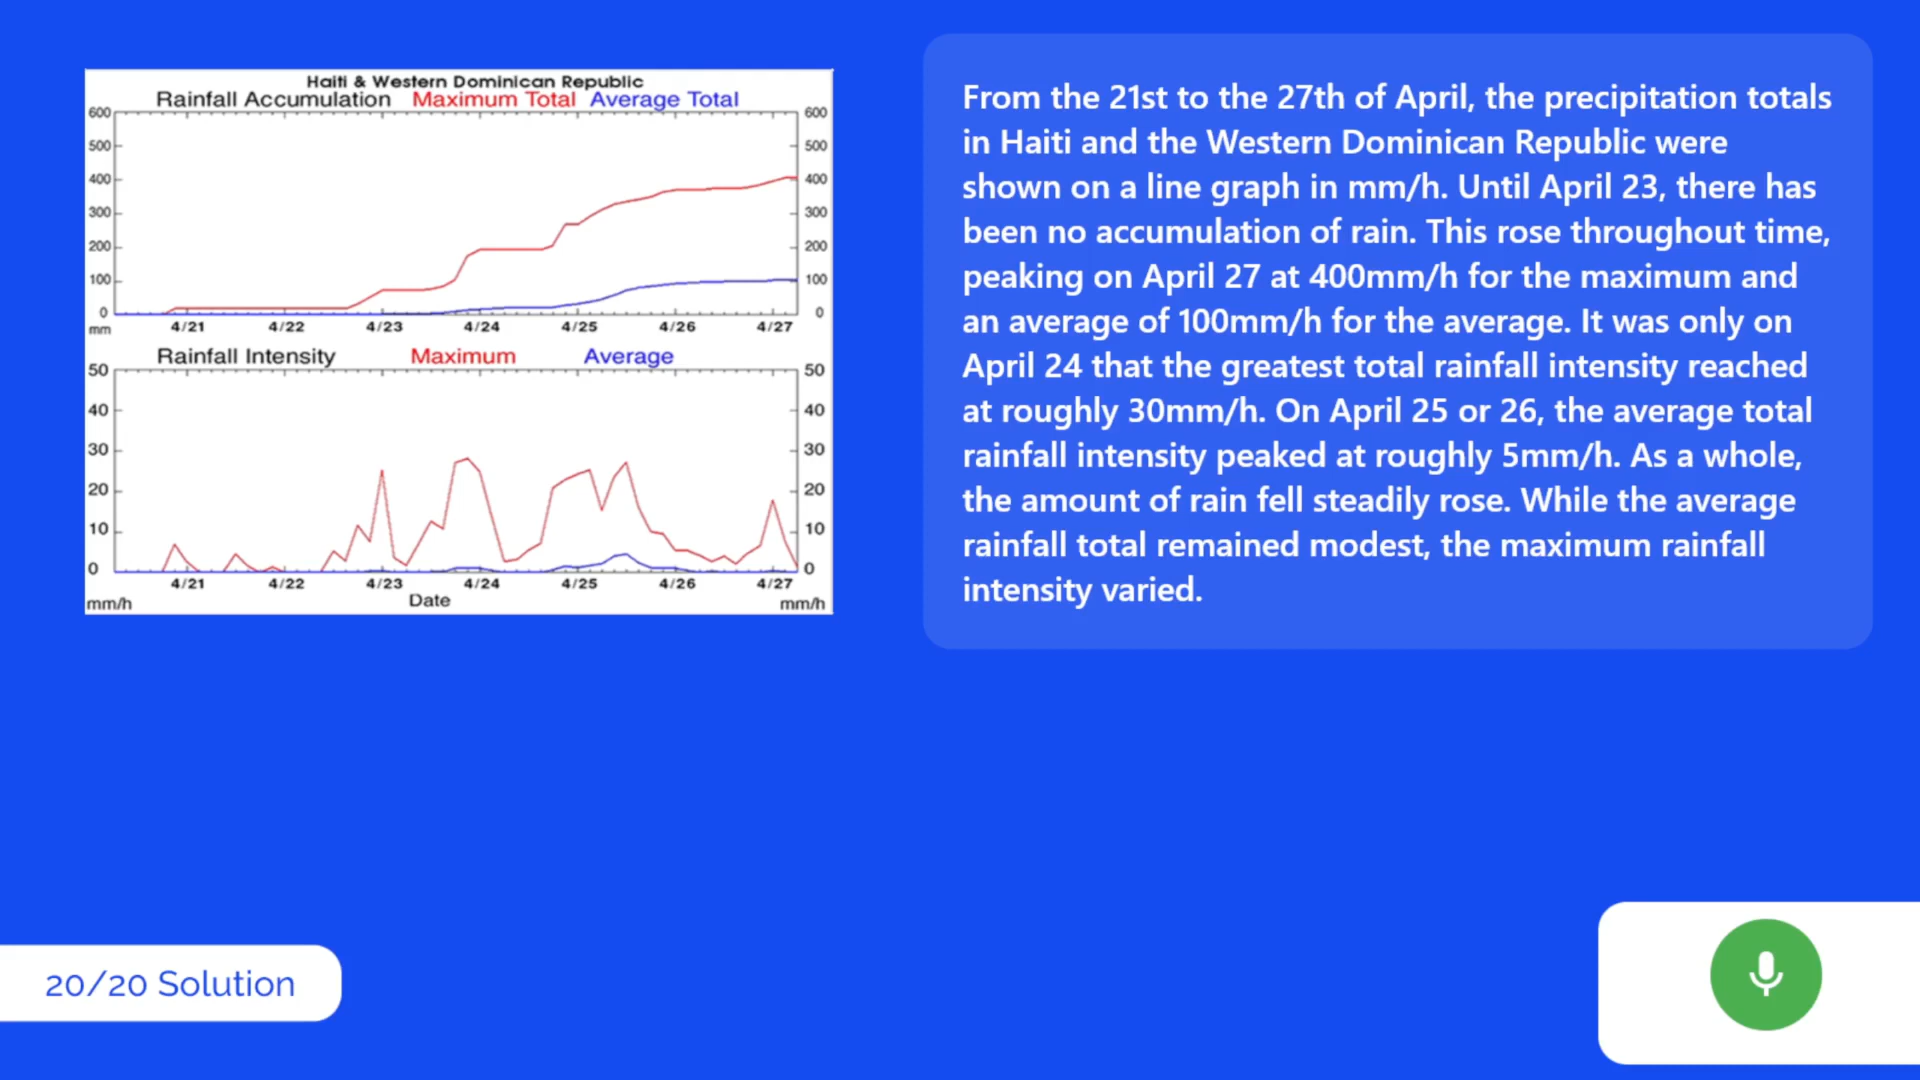 Haiti & Western Dominican Republic
Rainfall Accumulation Maximum Total Average Total
600 600
500 500
400 400
300 300
200 200
100 100
0 0
mm 4/21 4/22 4/23 4/24 4/25 4/26 4/27
Rainfall Intensity Maximum Average
50 50
40 40
30 30
20 20
10 10
0 0
4/21 4/22 4/23 4/24 4/25 4/26 4/27
mm/h Date mm/h
From the 21st to the 27th of April, the precipitation totals
in Haiti and the Western Dominican Republic were
shown on a line graph in mm/h. Until April 23, there has
been no accumulation of rain. This rose throughout time,
peaking on April 27 at 400mm/h for the maximum and
an average of 100mm/h for the average. It was only on
April 24 that the greatest total rainfall intensity reached
at roughly 30mm/h. On April 25 or 26, the average total
rainfall intensity peaked at roughly 5mm/h. As a whole,
the amount of rain fell steadily rose. While the average
rainfall total remained modest, the maximum rainfall
intensity varied.
20/20 Solution